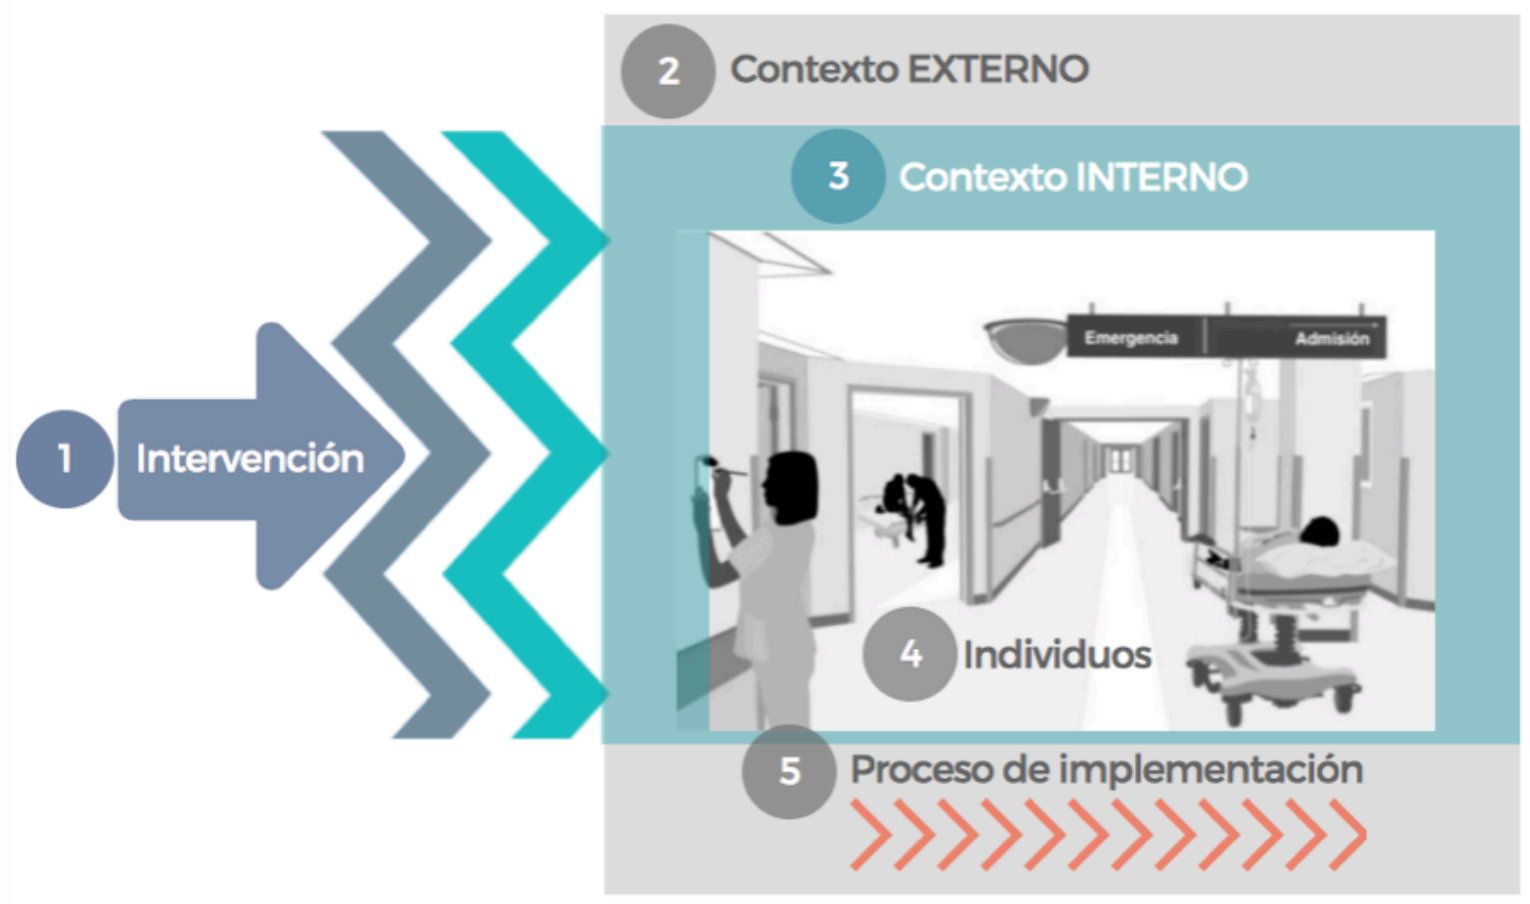 2 Contexto EXTERNO
3 Contexto INTERNO
Emergencia Admisión
1 Intervención
4 Individuos
5 Proceso de implementación